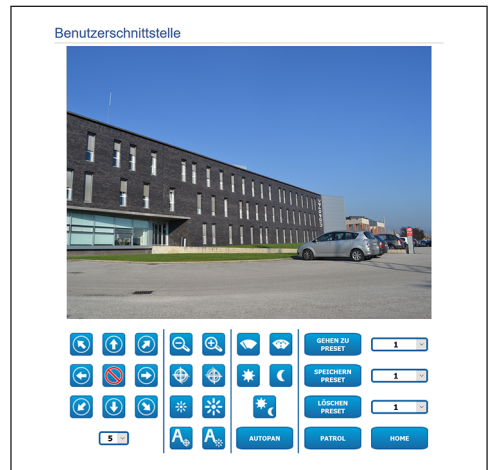 Benutzerschnittstelle
GEHEN ZU
PRESET
1
SPEICHERN
PRESET
1
LÖSCHEN
PRESET
1
5
A
A
AUTOPAN
PATROL
HOME